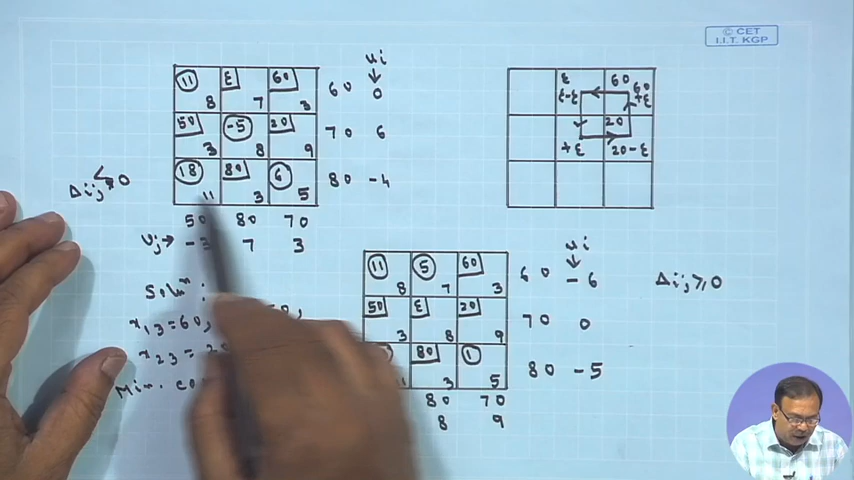 © CET
I.I.T. KGP
ui
11 ε 60
8 7 3 60 0
50 -5 20
3 8 9 70 6
18 80 6
11 3 5 80 -4
50 80 70
vj → -3 7 3
Δij
ε 60
ε-ε 60+ε
20
+ε 20-ε
ui
11 5 60
8 7 3 60 -6
50 ε 20
3 8 9 70 0
80 1
3 5 80 -5
80 70
8 9
Δij ≥ 0
Soln:
x13=60,
x23=
Min.